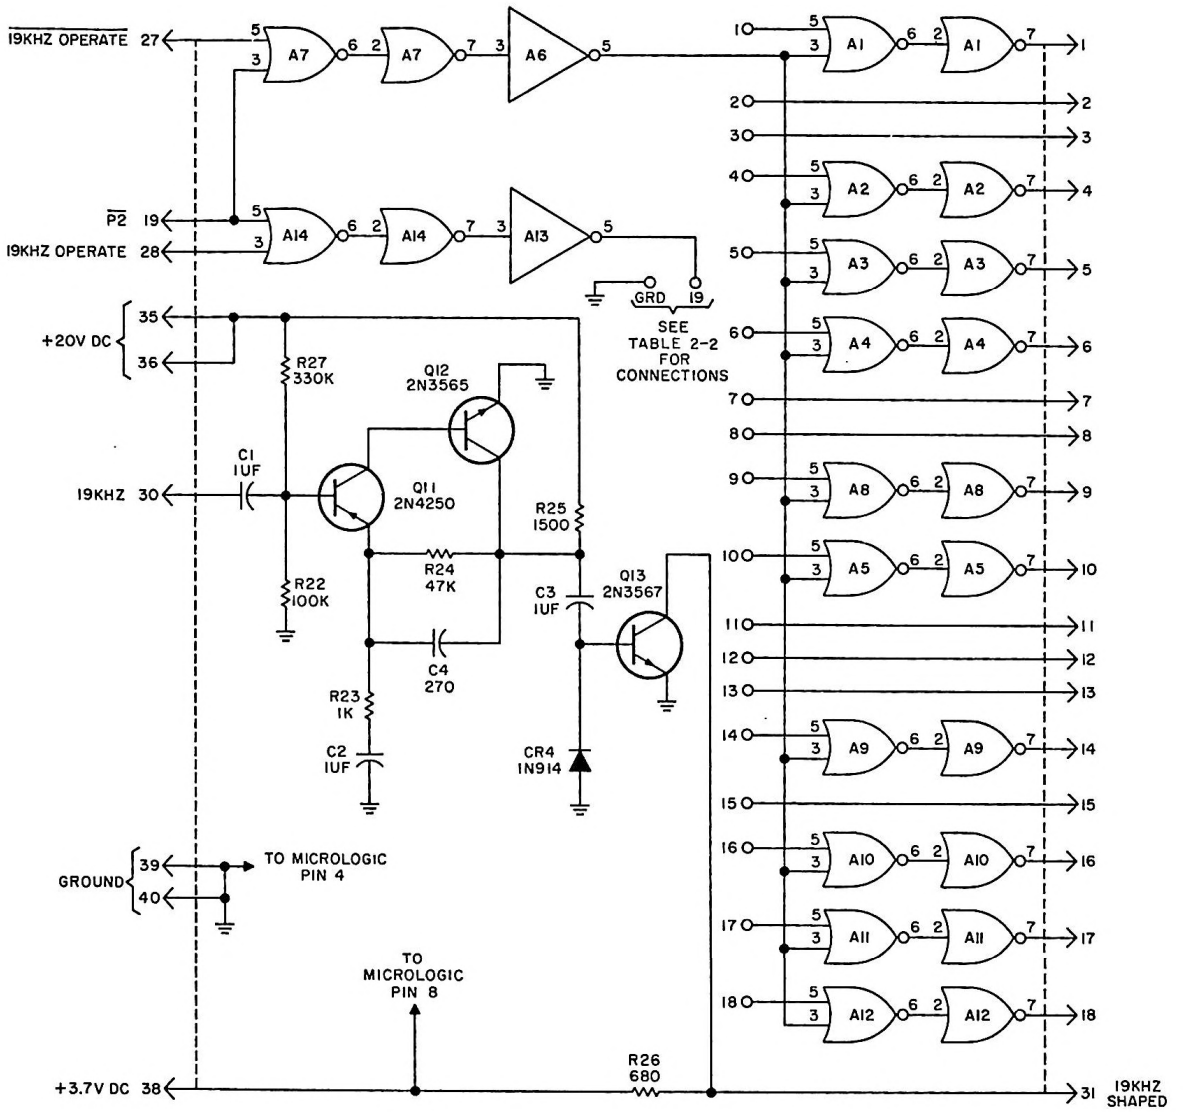 19KHZ OPERATE 27
5
3
A7
6
2
A7
7
3
A6
5
P2 19
19KHZ OPERATE 28
5
3
A14
6
2
A14
7
3
A13
5
GRD 19
SEE
TABLE 2-2
FOR
CONNECTIONS
+20V DC
35
36
R27
330K
Q12
2N3565
C1
1UF
19KHZ 30
Q11
2N4250
R25
1500
R22
100K
R24
47K
C3
1UF
Q13
2N3567
C4
270
R23
1K
C2
1UF
CR4
1N914
GROUND
39
40
TO MICROLOGIC
PIN 4
TO
MICROLOGIC
PIN 8
+3.7V DC 38
R26
680
31 19KHZ
SHAPED
1 5 3 A1 6 2 A1 7 1
2 2
3 3
4 5 3 A2 6 2 A2 7 4
5 5 3 A3 6 2 A3 7 5
6 5 3 A4 6 2 A4 7 6
7 7
8 8
9 5 3 A8 6 2 A8 7 9
10 5 3 A5 6 2 A5 7 10
11 11
12 12
13 13
14 5 3 A9 6 2 A9 7 14
15 15
16 5 3 A10 6 2 A10 7 16
17 5 3 A11 6 2 A11 7 17
18 5 3 A12 6 2 A12 7 18